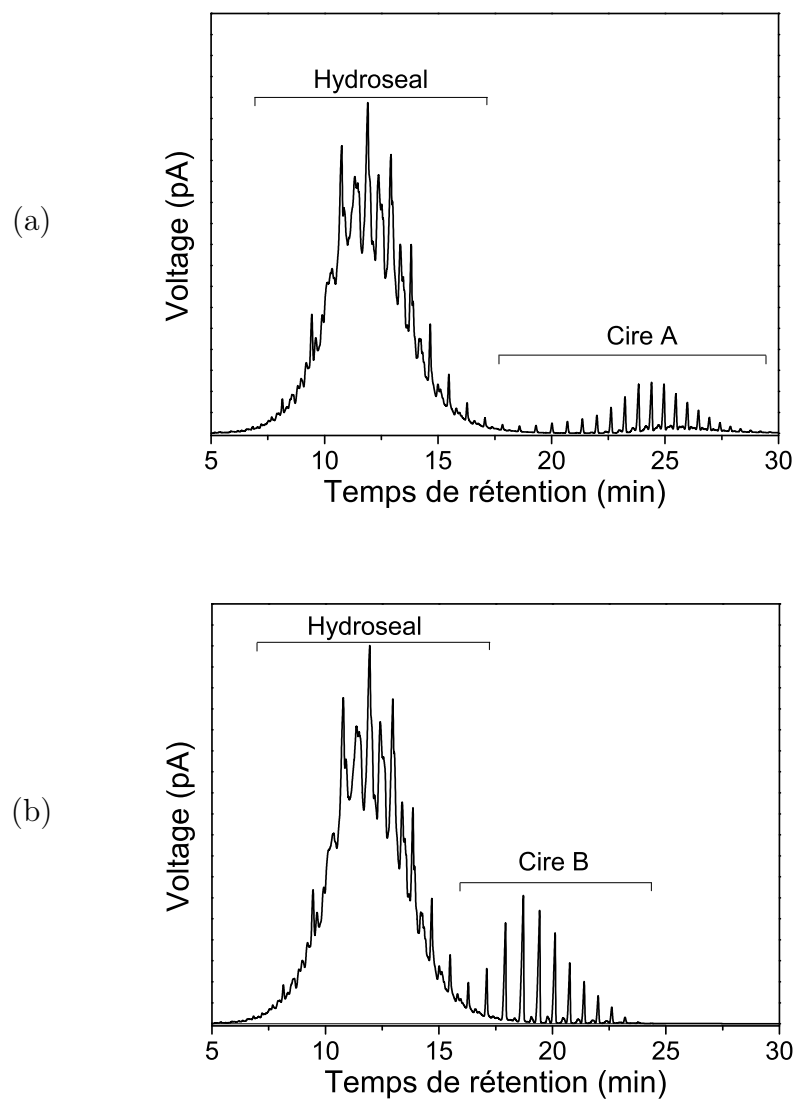 Hydroseal
(a)
Voltage (pA)
Cire A
5 10 15 20 25 30
Temps de rétention (min)
Hydroseal
(b)
Voltage (pA)
Cire B
5 10 15 20 25 30
Temps de rétention (min)